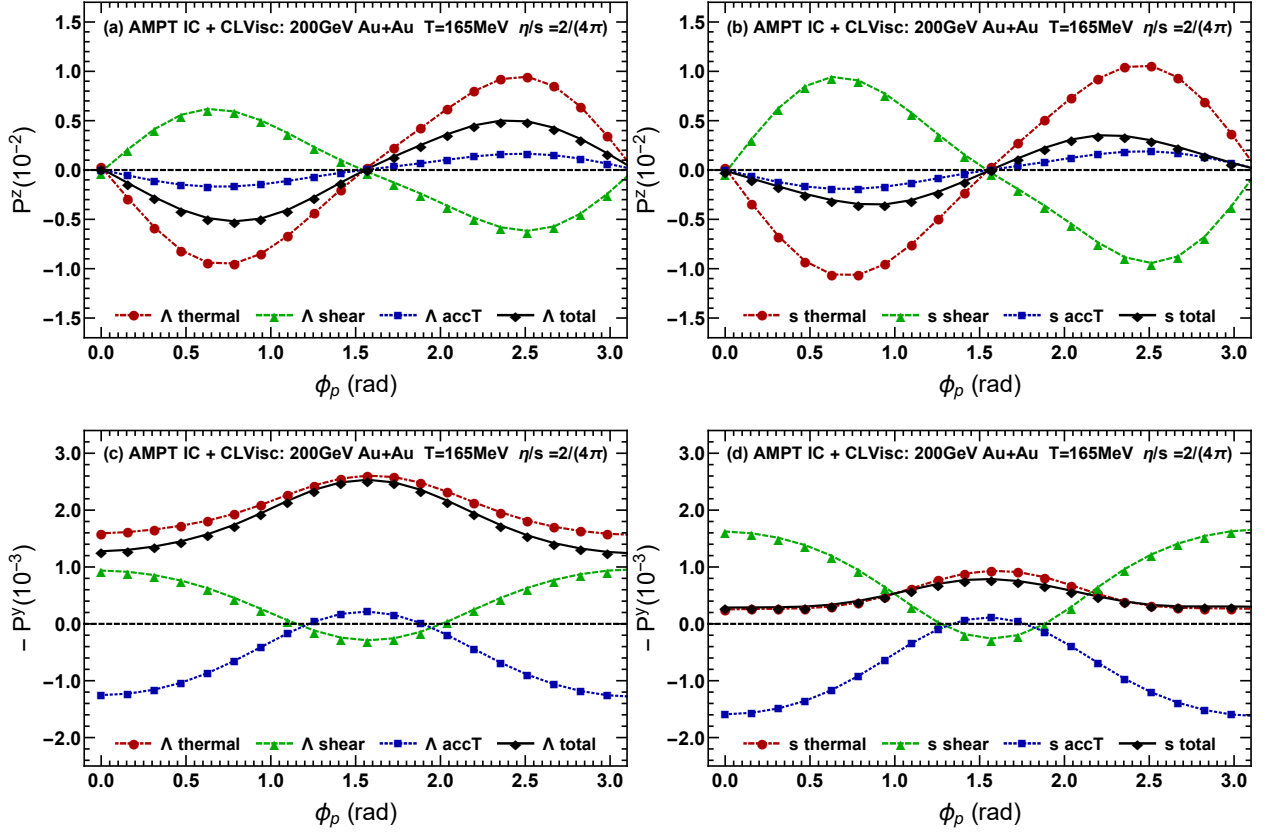 (a) AMPT IC + CLVisc: 200GeV Au+Au T=165MeV η/s =2/(4π)
P^z (10^-2)
1.5
1.0
0.5
0.0
−0.5
−1.0
−1.5
Λ thermal Λ shear Λ accT Λ total
0.0 0.5 1.0 1.5 2.0 2.5 3.0
ϕ_p (rad)
(b) AMPT IC + CLVisc: 200GeV Au+Au T=165MeV η/s =2/(4π)
P^z (10^-2)
1.5
1.0
0.5
0.0
−0.5
−1.0
−1.5
s thermal s shear s accT s total
0.0 0.5 1.0 1.5 2.0 2.5 3.0
ϕ_p (rad)
(c) AMPT IC + CLVisc: 200GeV Au+Au T=165MeV η/s =2/(4π)
− P^y (10^-3)
3.0
2.0
1.0
0.0
−1.0
−2.0
Λ thermal Λ shear Λ accT Λ total
0.0 0.5 1.0 1.5 2.0 2.5 3.0
ϕ_p (rad)
(d) AMPT IC + CLVisc: 200GeV Au+Au T=165MeV η/s =2/(4π)
− P^y (10^-3)
3.0
2.0
1.0
0.0
−1.0
−2.0
s thermal s shear s accT s total
0.0 0.5 1.0 1.5 2.0 2.5 3.0
ϕ_p (rad)